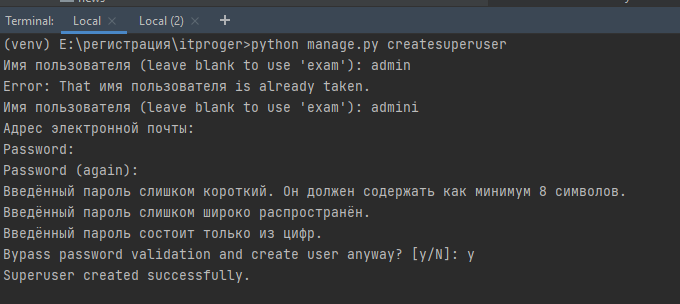 news
Terminal: Local × Local (2) × +
(venv) E:\регистрация\itproger>python manage.py createsuperuser
Имя пользователя (leave blank to use 'exam'): admin
Error: That имя пользователя is already taken.
Имя пользователя (leave blank to use 'exam'): admini
Адрес электронной почты:
Password:
Password (again):
Введённый пароль слишком короткий. Он должен содержать как минимум 8 символов.
Введённый пароль слишком широко распространён.
Введённый пароль состоит только из цифр.
Bypass password validation and create user anyway? [y/N]: y
Superuser created successfully.